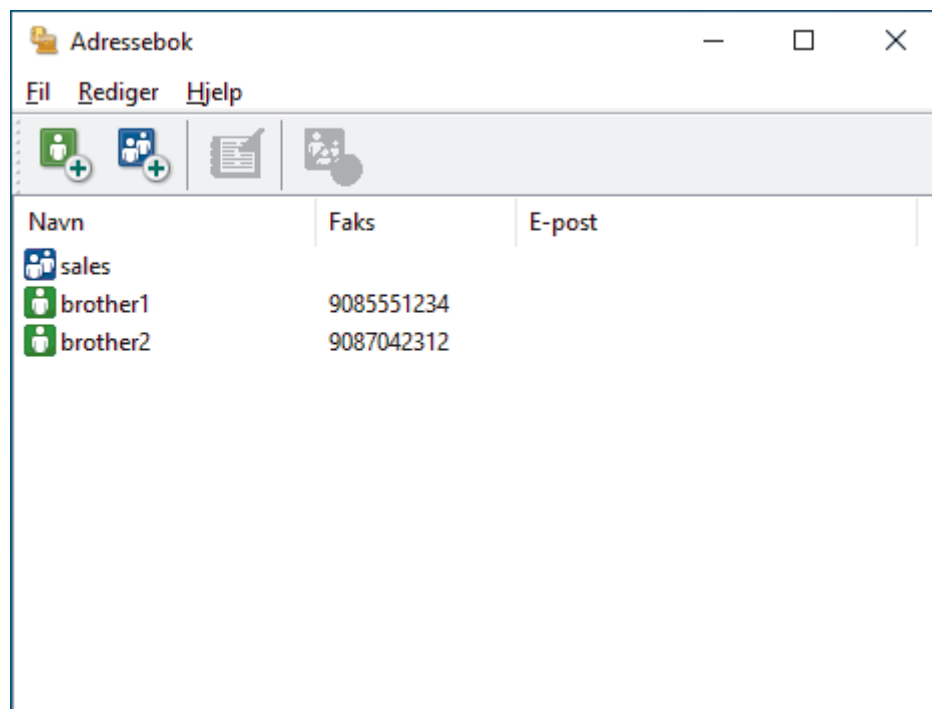 Adressebok
Fil Rediger Hjelp
Navn Faks E-post
sales
brother1 9085551234
brother2 9087042312